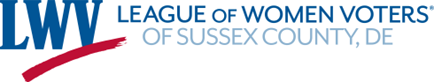 LWV
LEAGUE OF WOMEN VOTERS®
OF SUSSEX COUNTY, DE